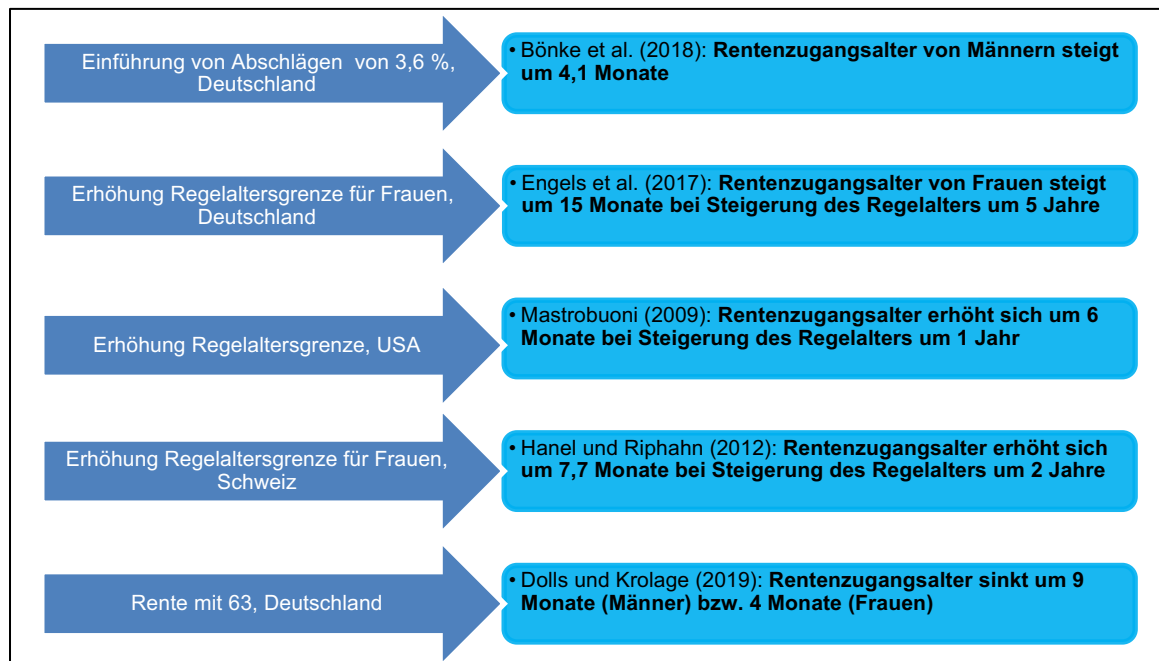 Einführung von Abschlägen von 3,6 %,
Deutschland
• Bönke et al. (2018): Rentenzugangsalter von Männern steigt
um 4,1 Monate
Erhöhung Regelaltersgrenze für Frauen,
Deutschland
• Engels et al. (2017): Rentenzugangsalter von Frauen steigt
um 15 Monate bei Steigerung des Regelalters um 5 Jahre
Erhöhung Regelaltersgrenze, USA
• Mastrobuoni (2009): Rentenzugangsalter erhöht sich um 6
Monate bei Steigerung des Regelalters um 1 Jahr
Erhöhung Regelaltersgrenze für Frauen,
Schweiz
• Hanel und Riphahn (2012): Rentenzugangsalter erhöht sich
um 7,7 Monate bei Steigerung des Regelalters um 2 Jahre
Rente mit 63, Deutschland
• Dolls und Krolage (2019): Rentenzugangsalter sinkt um 9
Monate (Männer) bzw. 4 Monate (Frauen)